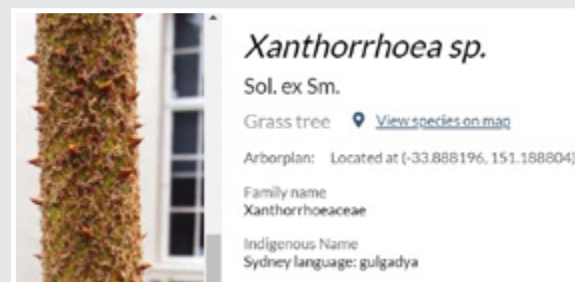 Xanthorrhoea sp.
Sol. ex Sm.
Grass tree View species on map
Arborplan: Located at (-33.888196, 151.188804)
Family name
Xanthorrhoeaceae
Indigenous Name
Sydney language: gulgadya